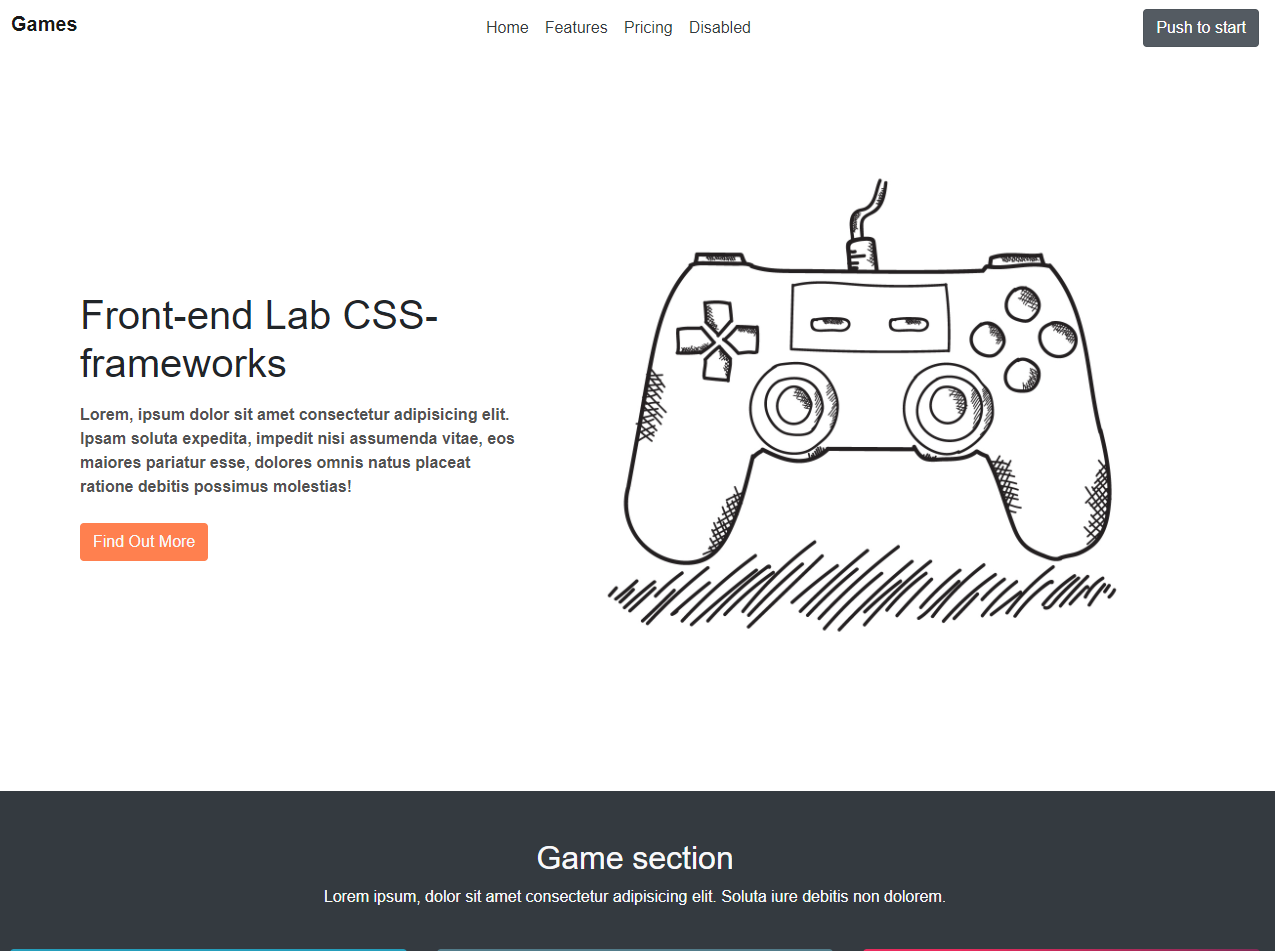 Games
Home Features Pricing Disabled
Push to start
Front-end Lab CSS-
frameworks
Lorem, ipsum dolor sit amet consectetur adipisicing elit.
Ipsam soluta expedita, impedit nisi assumenda vitae, eos
maiores pariatur esse, dolores omnis natus placeat
ratione debitis possimus molestias!
Find Out More
Game section
Lorem ipsum, dolor sit amet consectetur adipisicing elit. Soluta iure debitis non dolorem.